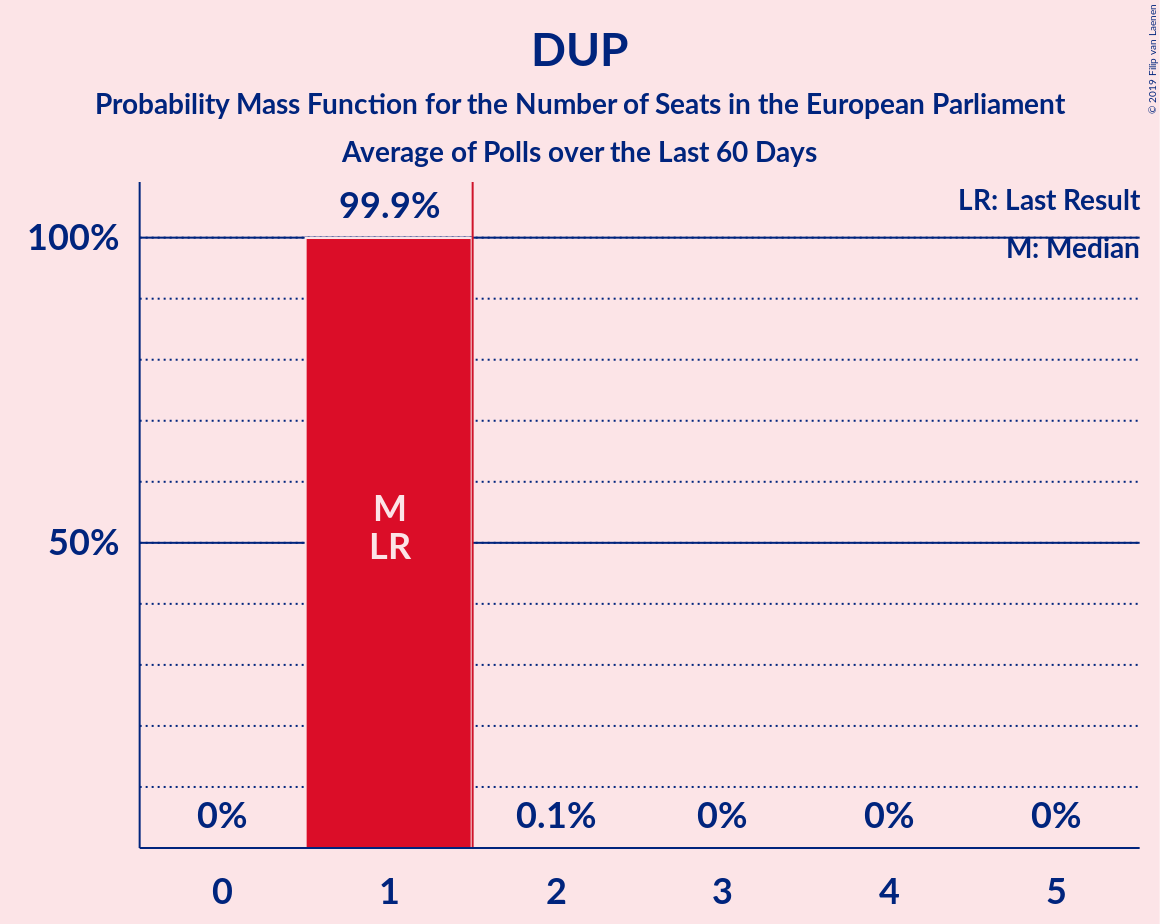 DUP
Probability Mass Function for the Number of Seats in the European Parliament
Average of Polls over the Last 60 Days
© 2019 Filip van Laenen
LR: Last Result
M: Median
100%
50%
99.9%
M
LR
0%
0.1%
0%
0%
0%
0
1
2
3
4
5